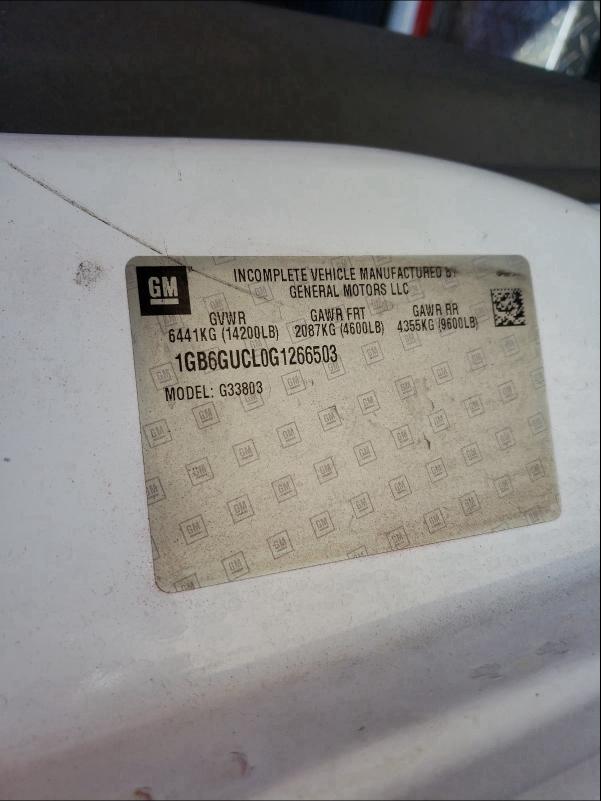 GM
INCOMPLETE VEHICLE MANUFACTURED BY
GENERAL MOTORS LLC
GVWR GAWR FRT GAWR RR
6441KG (14200LB) 2087KG (4600LB) 4355KG (9600LB)
1GB6GUCL0G1266503
MODEL: G33803